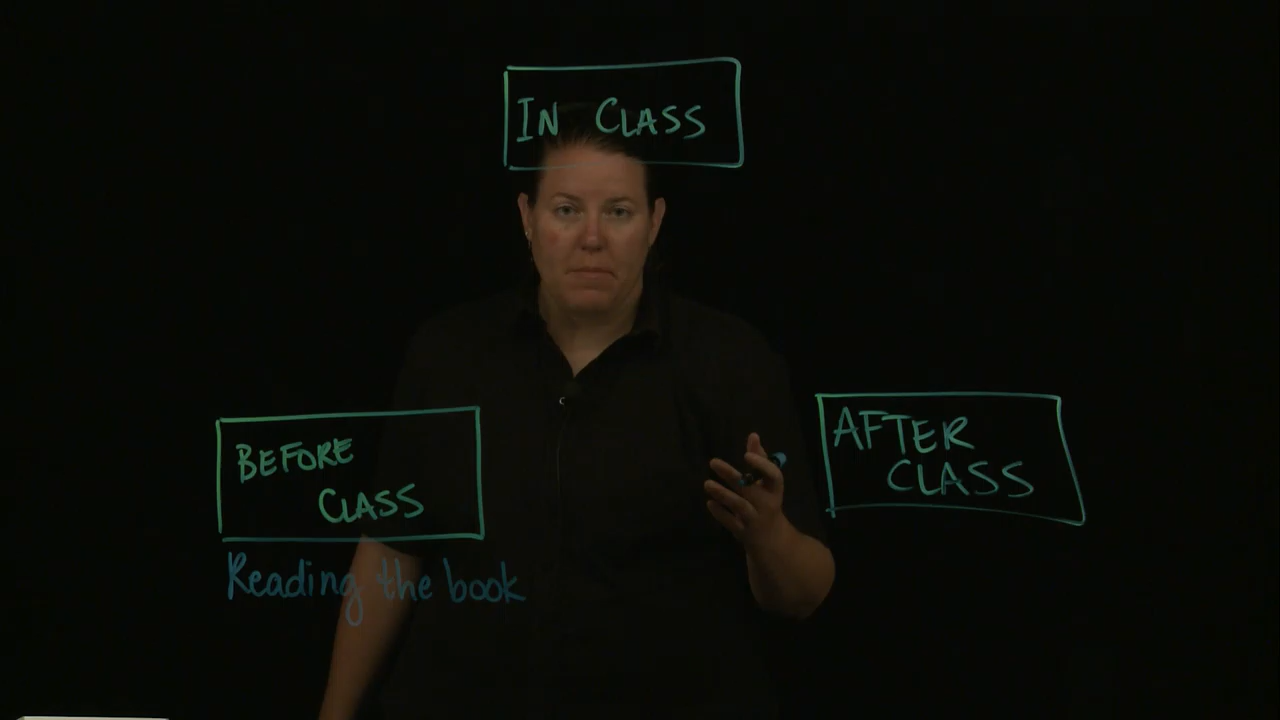 IN CLASS
BEFORE
CLASS
Reading the book
AFTER
CLASS